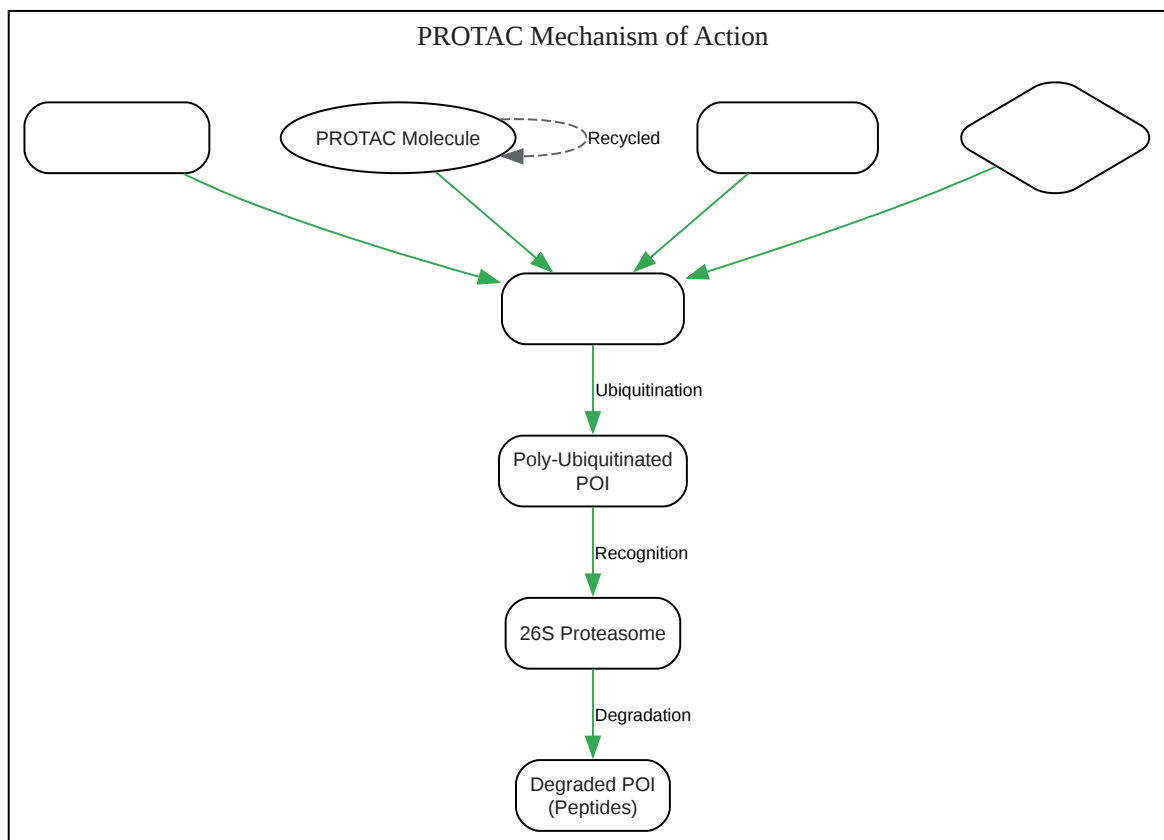 PROTAC Mechanism of Action
PROTAC Molecule
Recycled
Ubiquitination
Poly-Ubiquitinated
POI
Recognition
26S Proteasome
Degradation
Degraded POI
(Peptides)